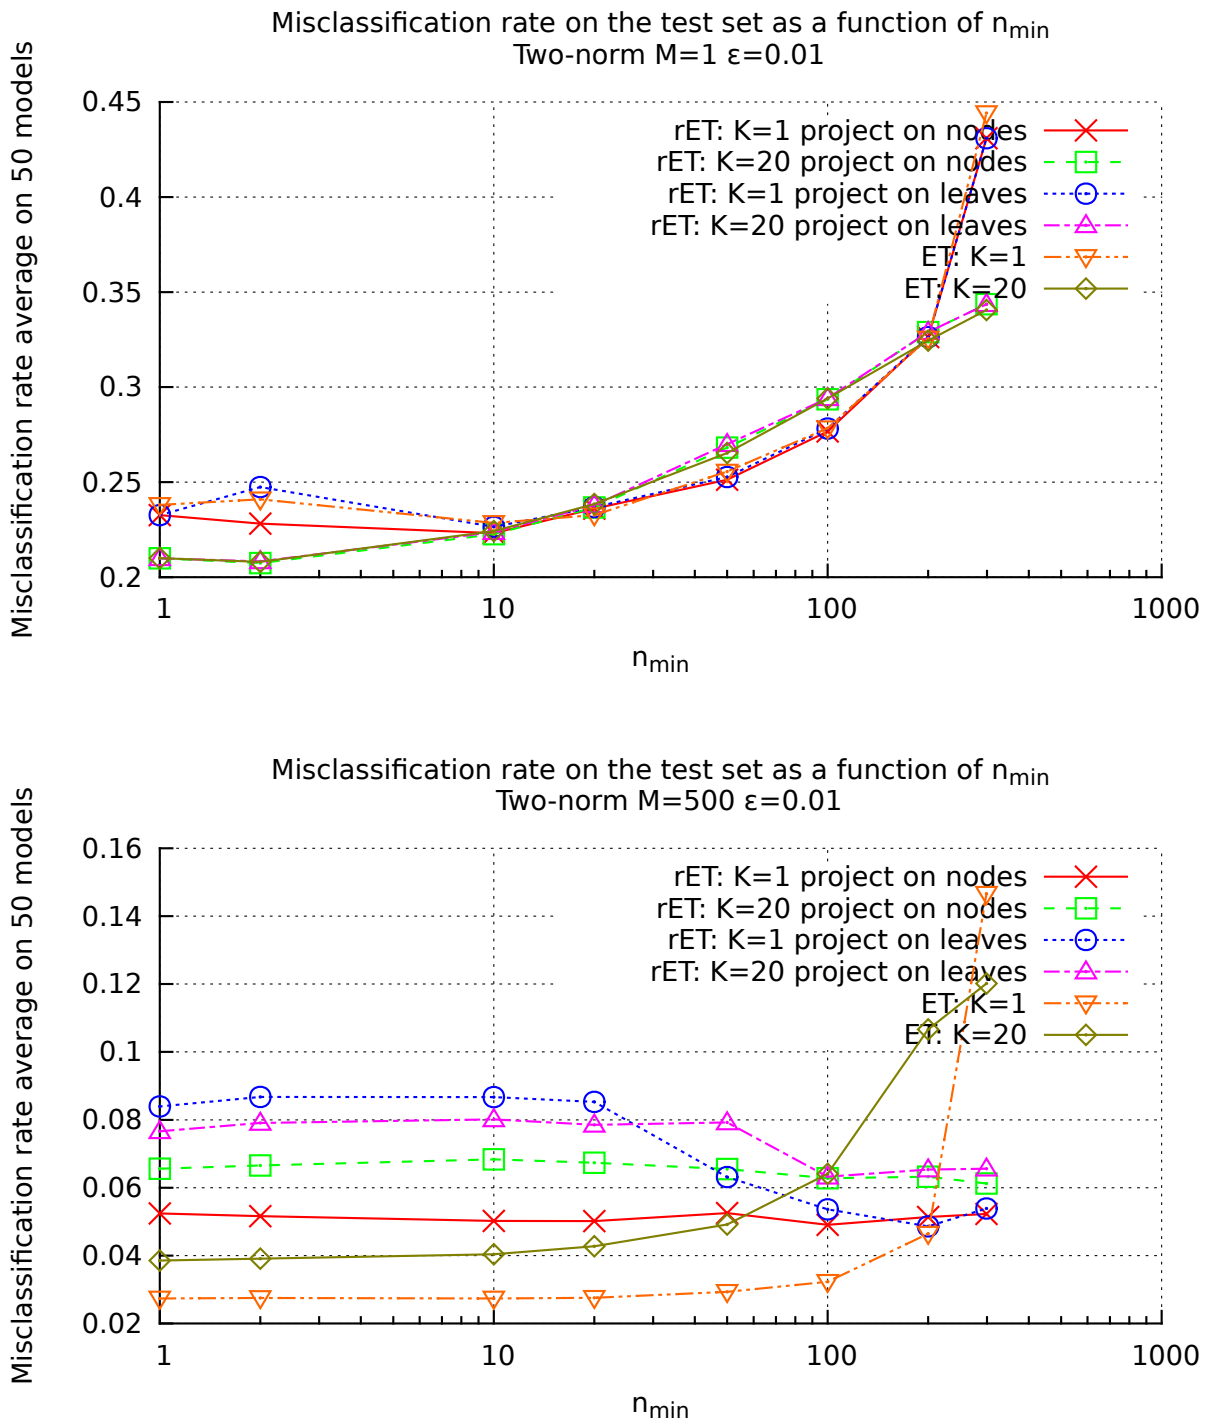 Misclassification rate on the test set as a function of n_min
Two-norm M=1 ε=0.01
Misclassification rate average on 50 models
0.45
0.4
0.35
0.3
0.25
0.2
rET: K=1 project on nodes
rET: K=20 project on nodes
rET: K=1 project on leaves
rET: K=20 project on leaves
ET: K=1
ET: K=20
1 10 100 1000
n_min
Misclassification rate on the test set as a function of n_min
Two-norm M=500 ε=0.01
Misclassification rate average on 50 models
0.16
0.14
0.12
0.1
0.08
0.06
0.04
0.02
rET: K=1 project on nodes
rET: K=20 project on nodes
rET: K=1 project on leaves
rET: K=20 project on leaves
ET: K=1
ET: K=20
1 10 100 1000
n_min